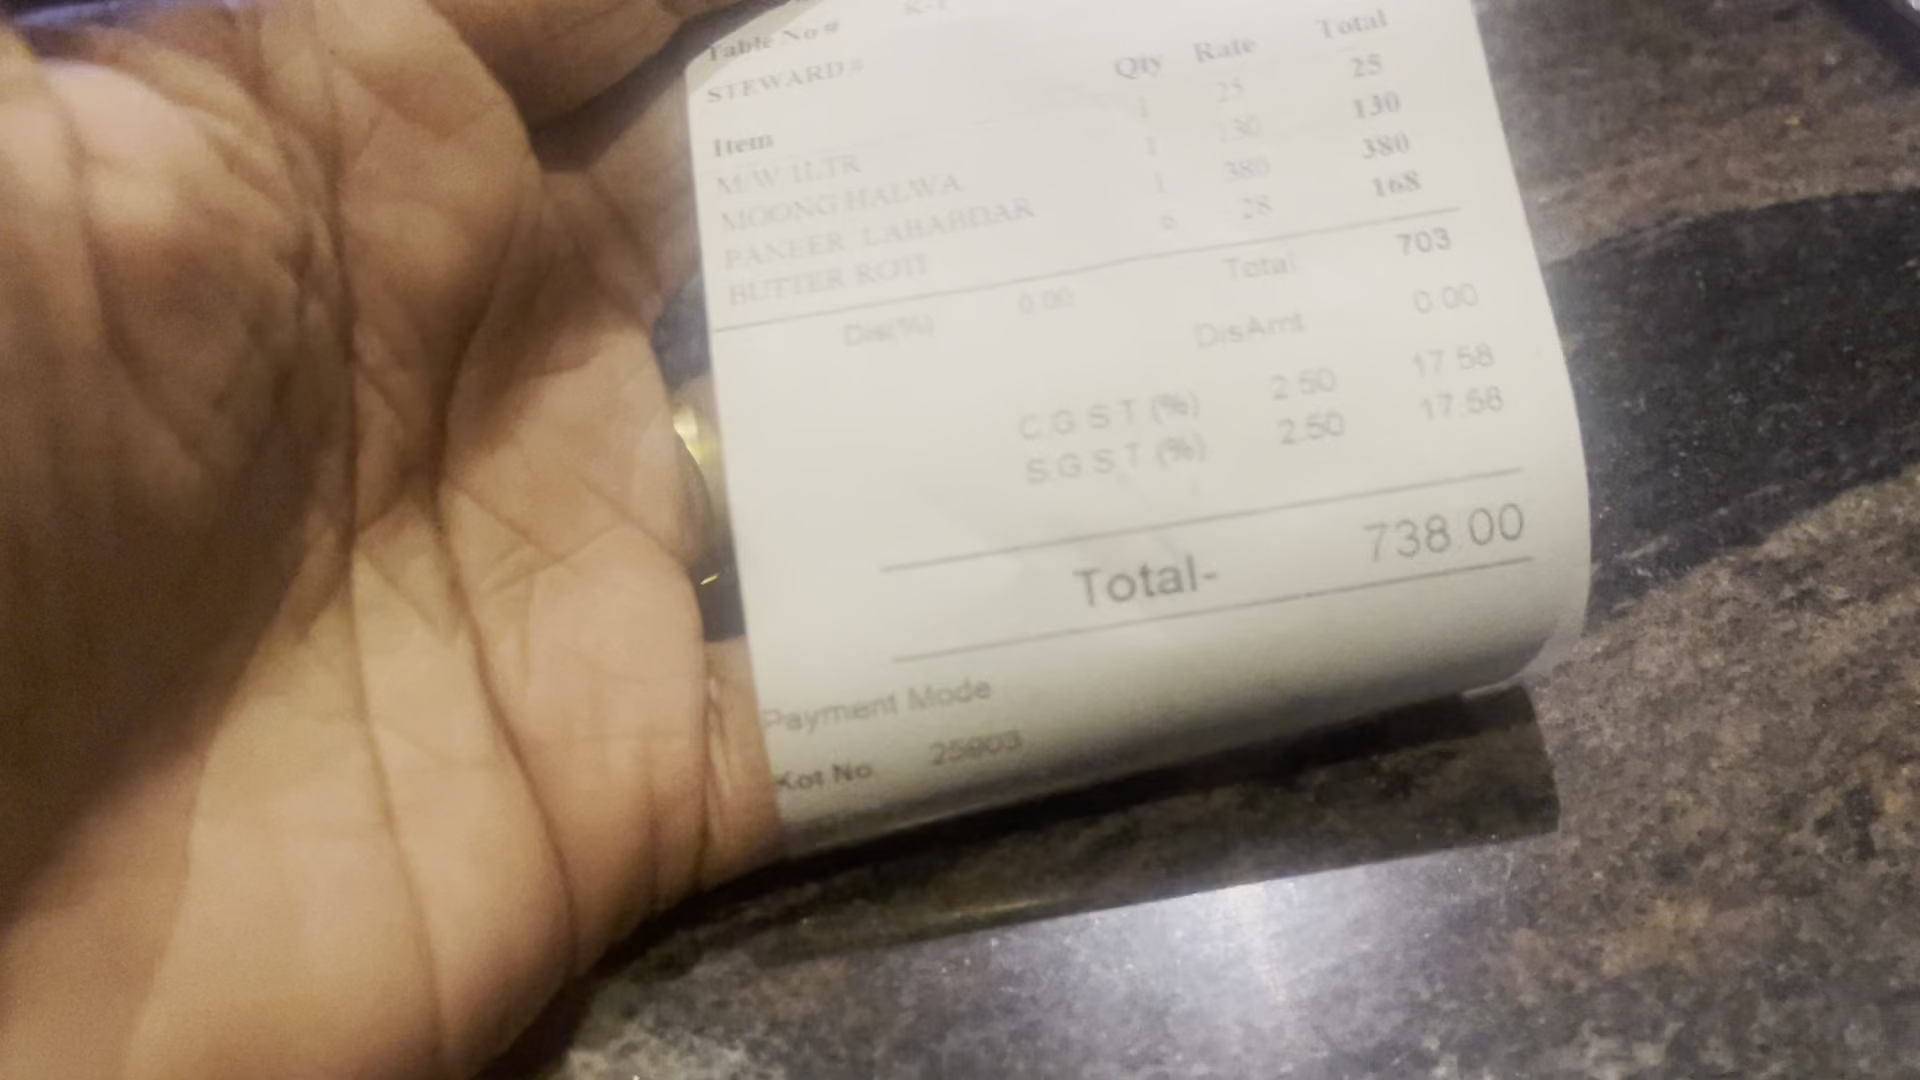 Table No #
STEWARD #
Item Qty Rate Total
M/W 1LTR 1 25 25
MOONG HALWA 1 130 130
PANEER LABABDAR 1 380 380
BUTTER ROTI 6 28 168
Total 703
Dis(%) 0.00 DisAmt 0.00
C G S T (%) 2.50 17.58
S G S T (%) 2.50 17.58
Total- 738.00
Payment Mode
Kot No.